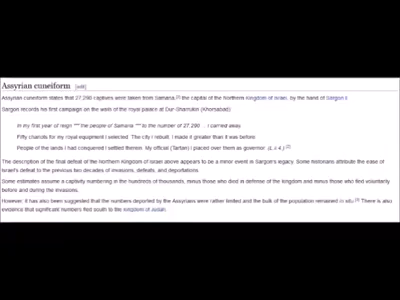 Assyrian cuneiform [edit]
Assyrian cuneiform states that 27,290 captives were taken from Samaria, the capital of the Northern Kingdom of Israel, by the hand of Sargon II
Sargon records his first campaign on the walls of the royal palace at Dur-Sharrukin (Khorsabad):
In my first year of reign *** the people of Samaria *** to the number of 27,290 ... I carried away.
Fifty chariots for my royal equipment I selected. The city I rebuilt. I made it greater than it was before.
People of the lands I had conquered I settled therein. My official (Tartan) I placed over them as governor. (L.ii.4.)
The description of the final defeat of the Northern Kingdom of Israel above appears to be a minor event in Sargon's legacy. Some historians attribute the ease of
Israel's defeat to the previous two decades of invasions, defeats, and deportations.
Some estimates assume a captivity numbering in the hundreds of thousands, minus those who died in defense of the kingdom and minus those who fled voluntarily
before and during the invasions.
However, it has also been suggested that the numbers deported by the Assyrians were rather limited and the bulk of the population remained in situ. There is also
evidence that significant numbers fled south to the Kingdom of Judah.